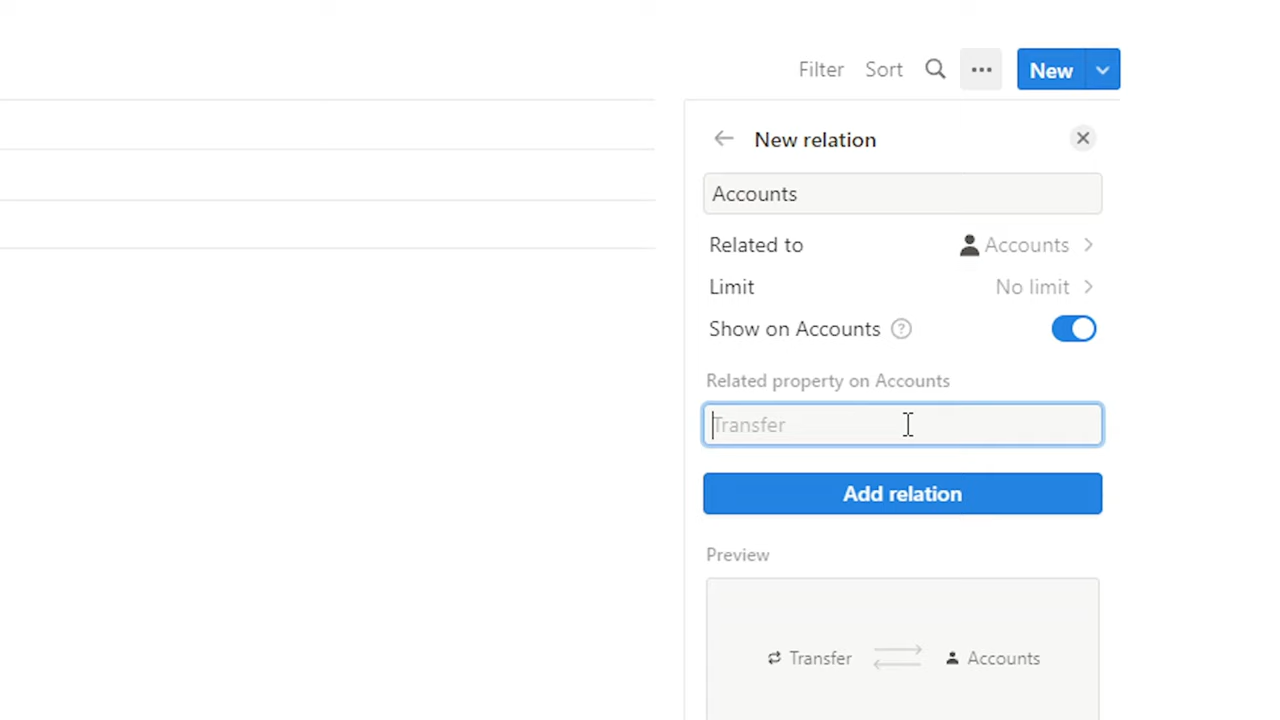 Filter Sort New
New relation
Accounts
Related to Accounts
Limit No limit
Show on Accounts ?
Related property on Accounts
Transfer
Add relation
Preview
Transfer Accounts